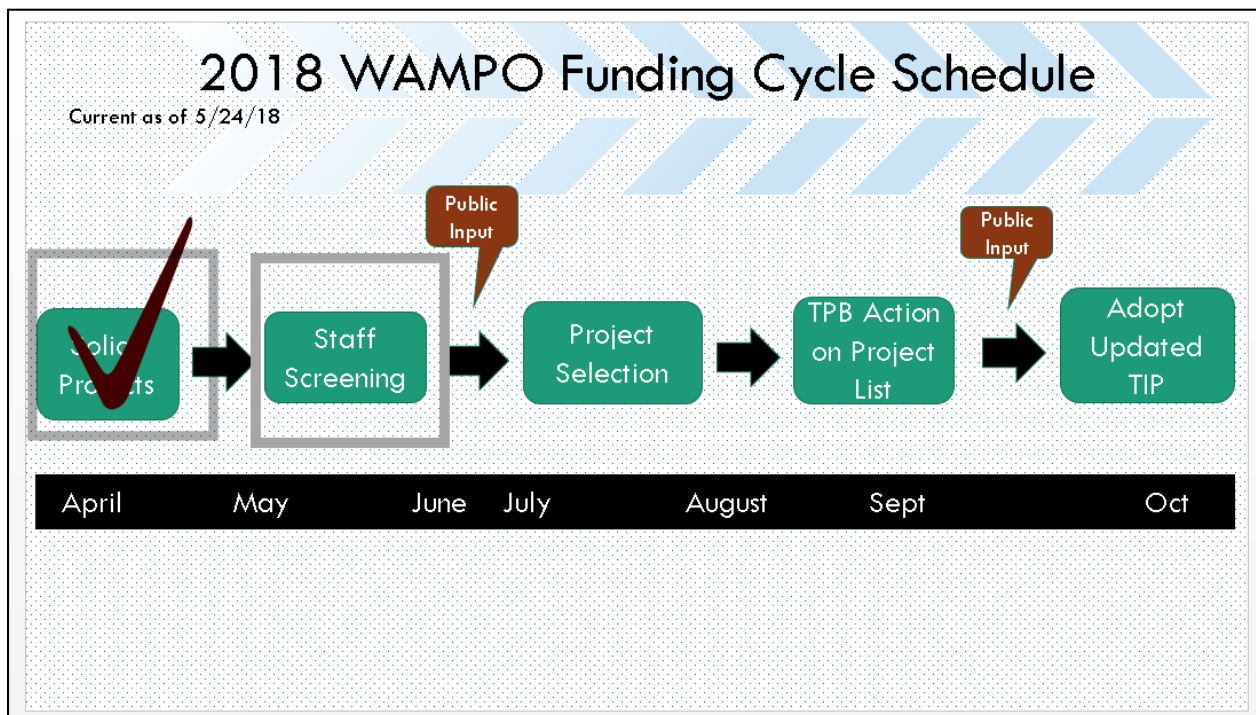 2018 WAMPO Funding Cycle Schedule
Current as of 5/24/18
Public
Input
Public
Input
Staff
Screening
Project
Selection
TPB Action
on Project
List
Adopt
Updated
TIP
April May June July August Sept Oct